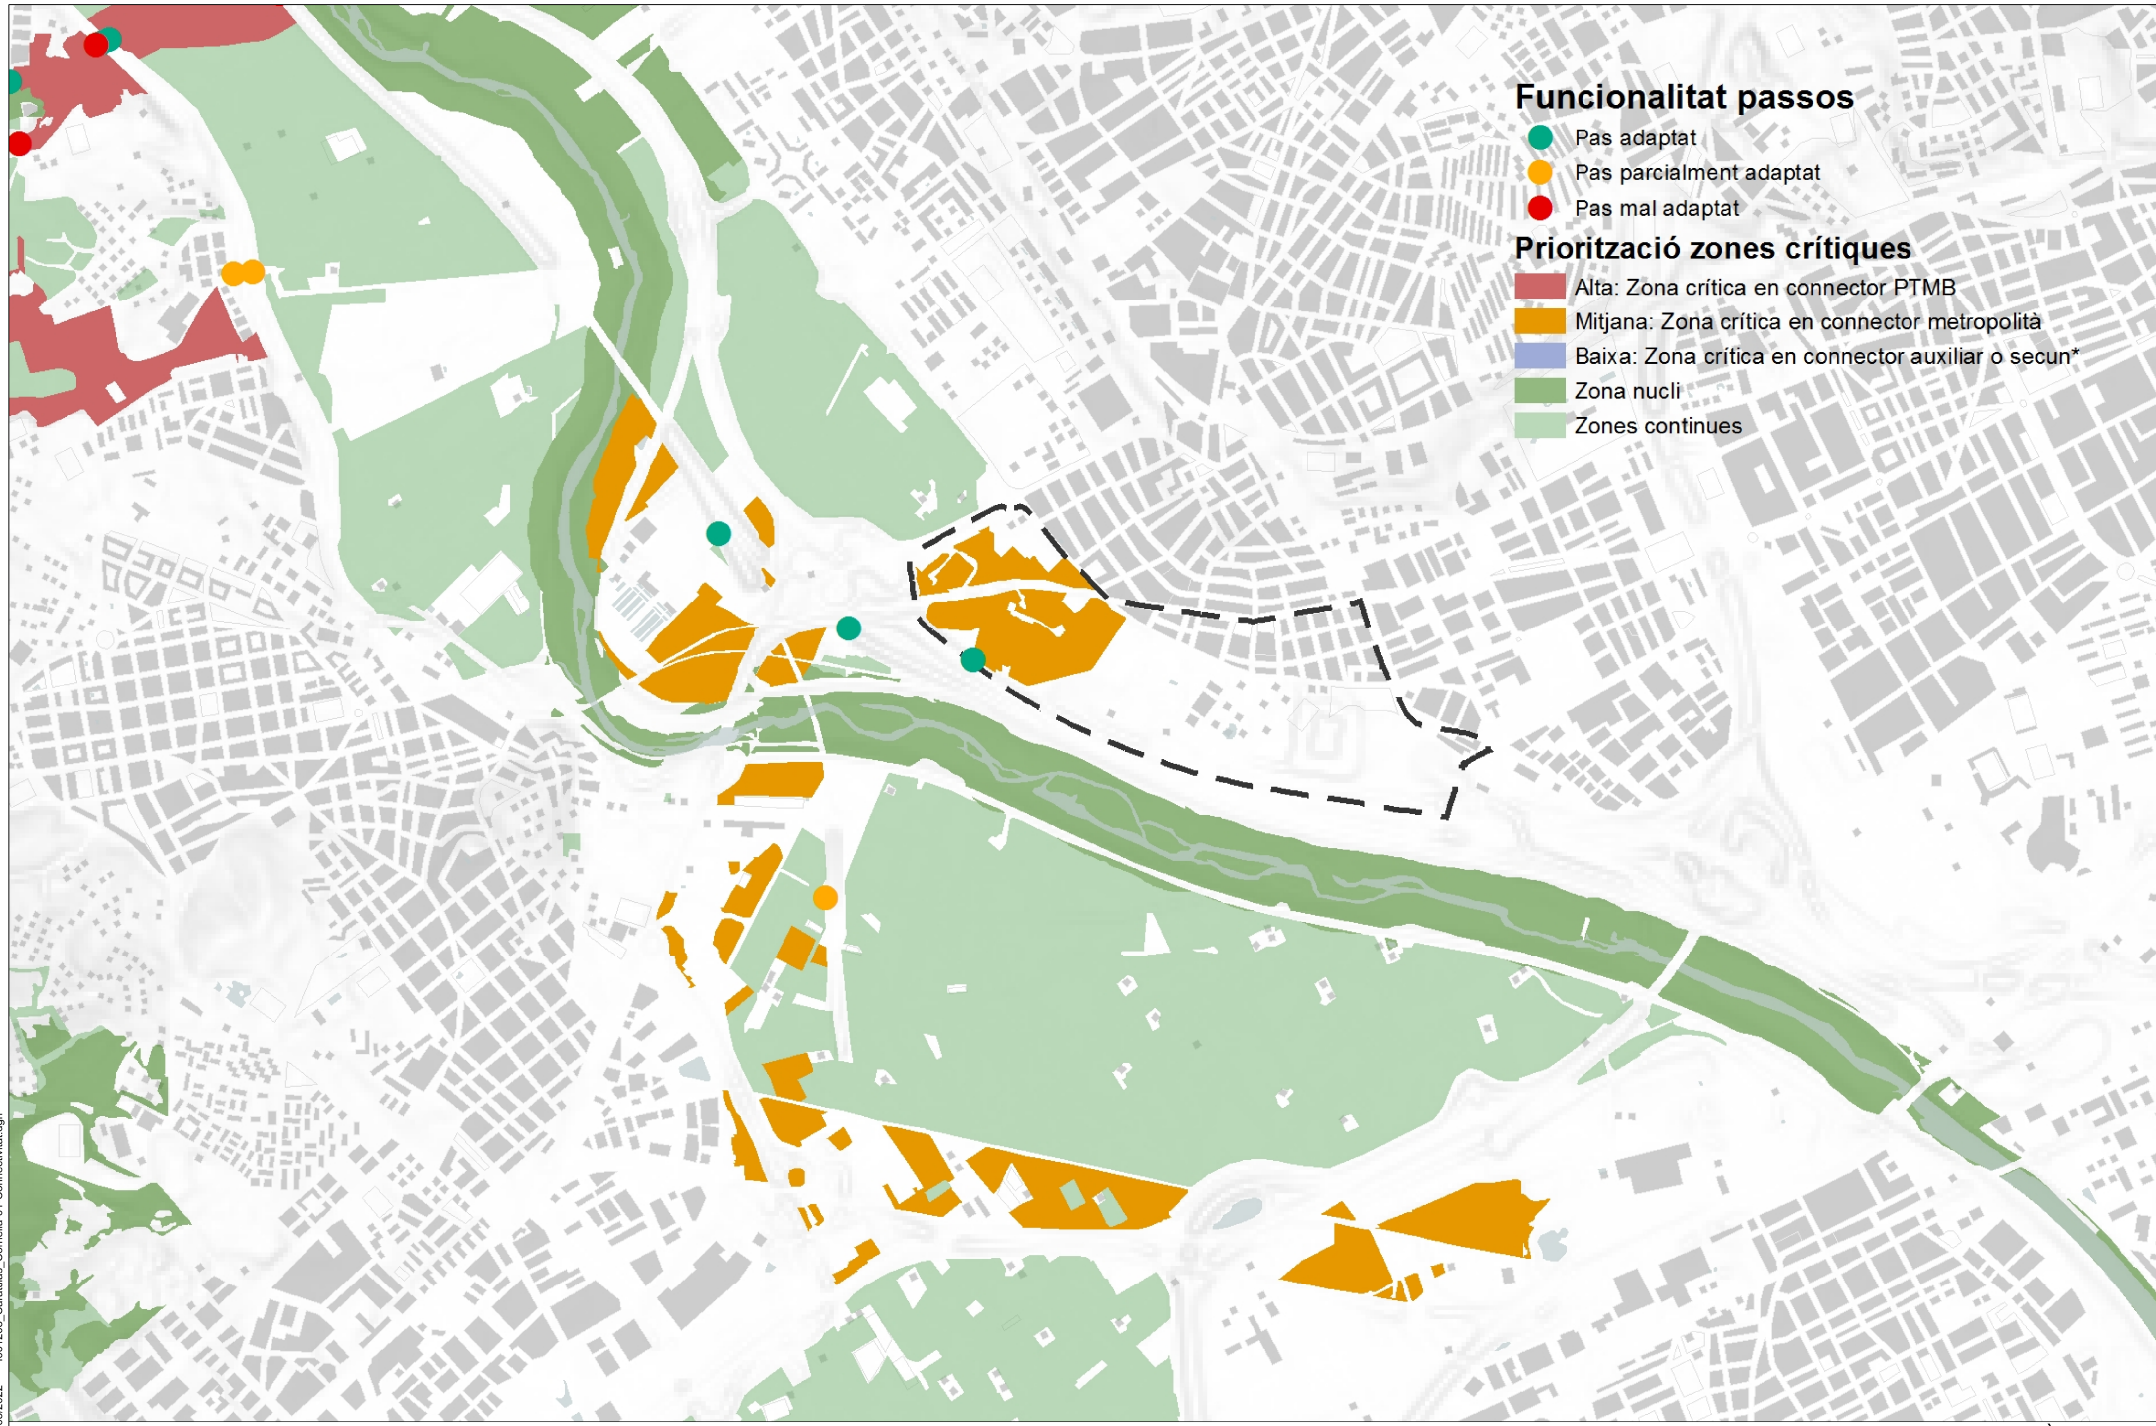 Funcionalitat passos
Pas adaptat
Pas parcialment adaptat
Pas mal adaptat
Priorització zones crítiques
Alta: Zona crítica en connector PTMB
Mitjana: Zona crítica en connector metropolità
Baixa: Zona crítica en connector auxiliar o secun*
Zona nucli
Zones continues